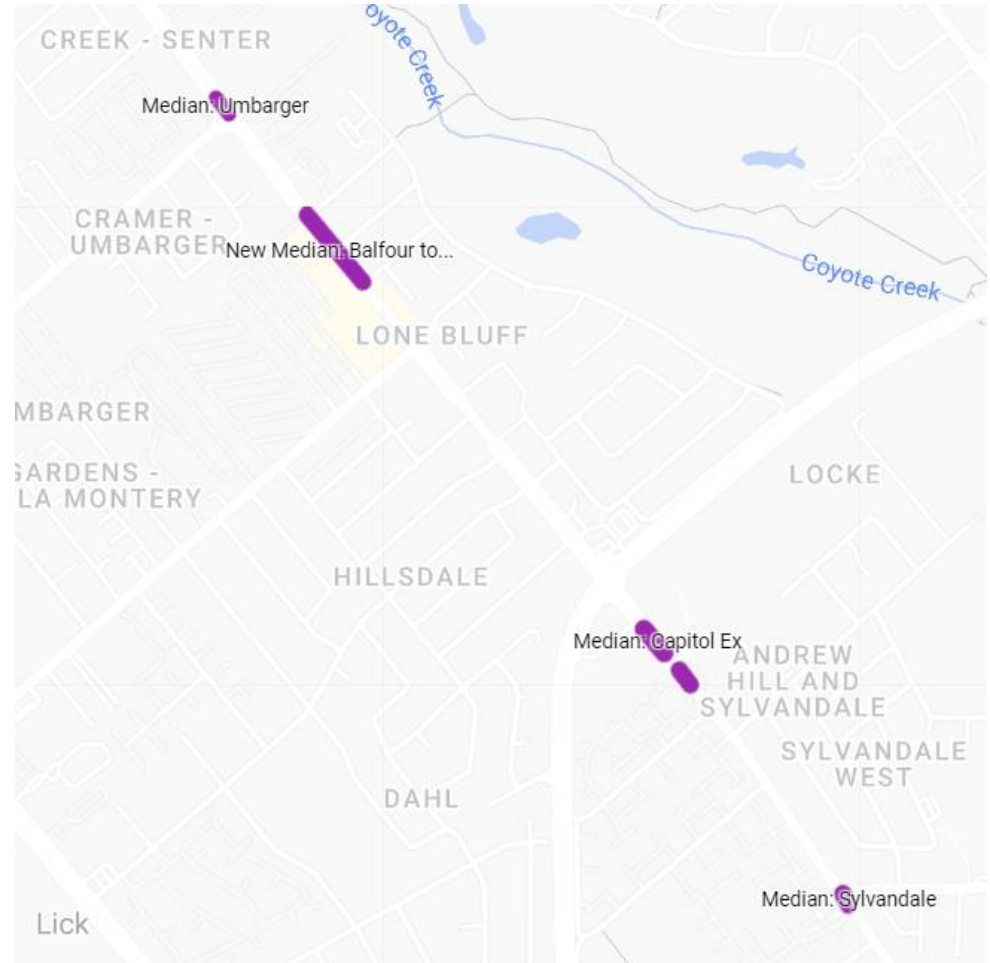 CREEK - SENTER
oyote Creek
Median: Umbarger
CRAMER -
UMBARGER
New Median: Balfour to...
Coyote Creek
LONE BLUFF
MBARGER
GARDENS -
LA MONTERY
LOCKE
HILLSDALE
Median: Capitol Ex
ANDREW
HILL AND
SYLVANDALE
SYLVANDALE
WEST
DAHL
Median: Sylvandale
Lick